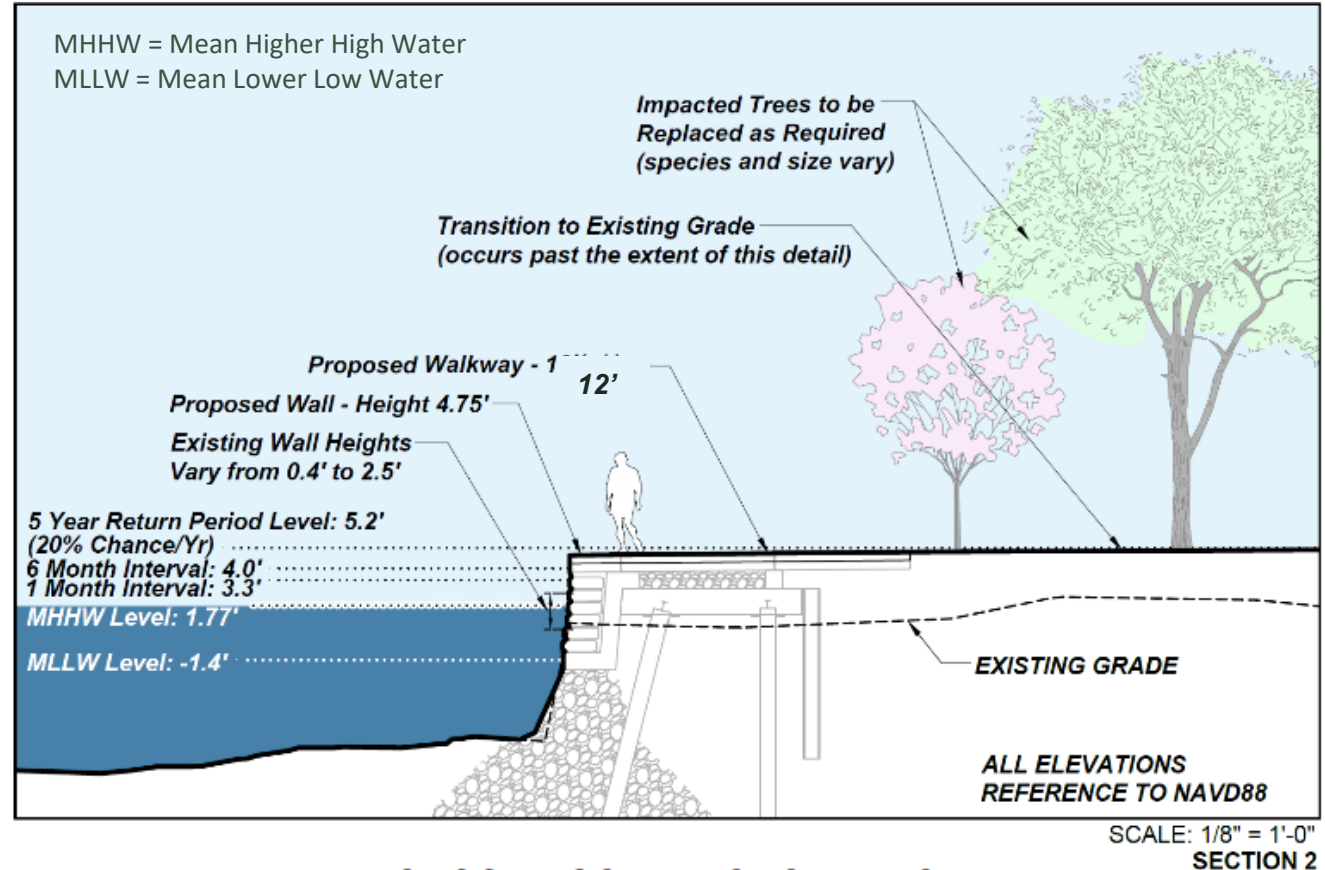 MHHW = Mean Higher High Water
MLLW = Mean Lower Low Water
Impacted Trees to be
Replaced as Required
(species and size vary)
Transition to Existing Grade
(occurs past the extent of this detail)
Proposed Walkway - 12'
Proposed Wall - Height 4.75'
Existing Wall Heights
Vary from 0.4' to 2.5'
5 Year Return Period Level: 5.2'
(20% Chance/Yr)
6 Month Interval: 4.0'
1 Month Interval: 3.3'
MHHW Level: 1.77'
MLLW Level: -1.4'
EXISTING GRADE
ALL ELEVATIONS
REFERENCE TO NAVD88
SCALE: 1/8" = 1'-0"
SECTION 2